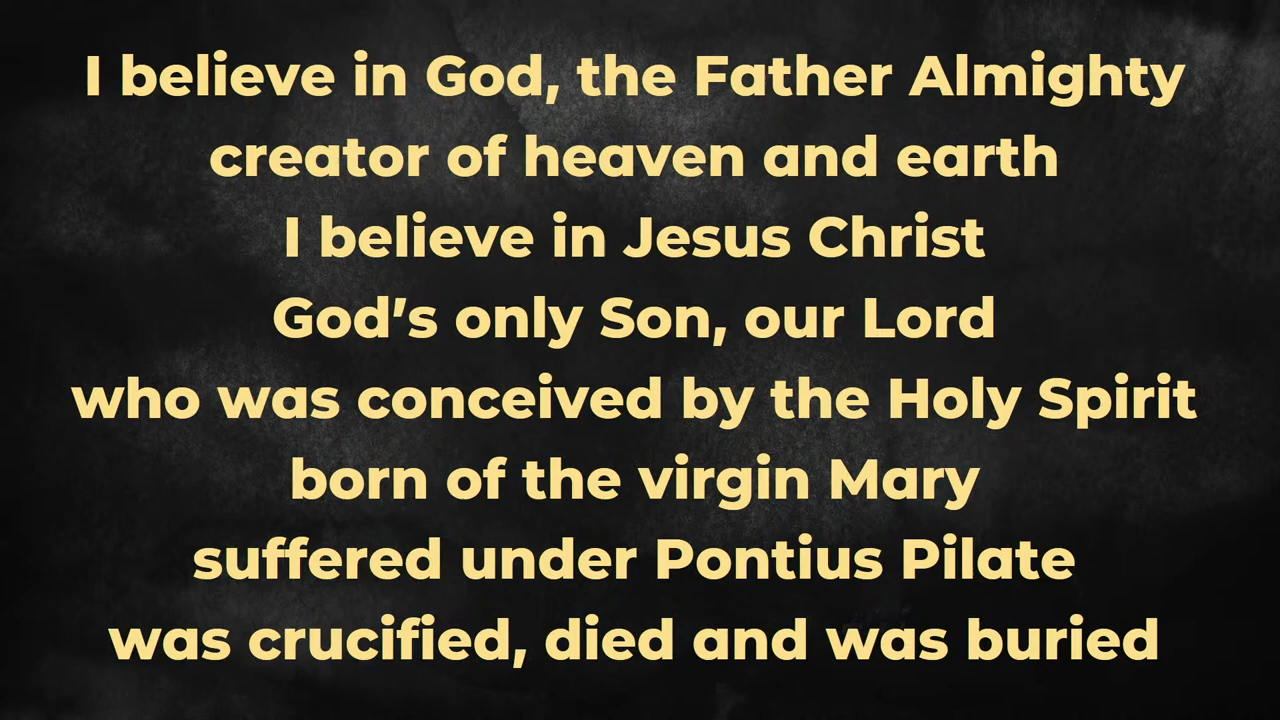 I believe in God, the Father Almighty
creator of heaven and earth
I believe in Jesus Christ
God’s only Son, our Lord
who was conceived by the Holy Spirit
born of the virgin Mary
suffered under Pontius Pilate
was crucified, died and was buried